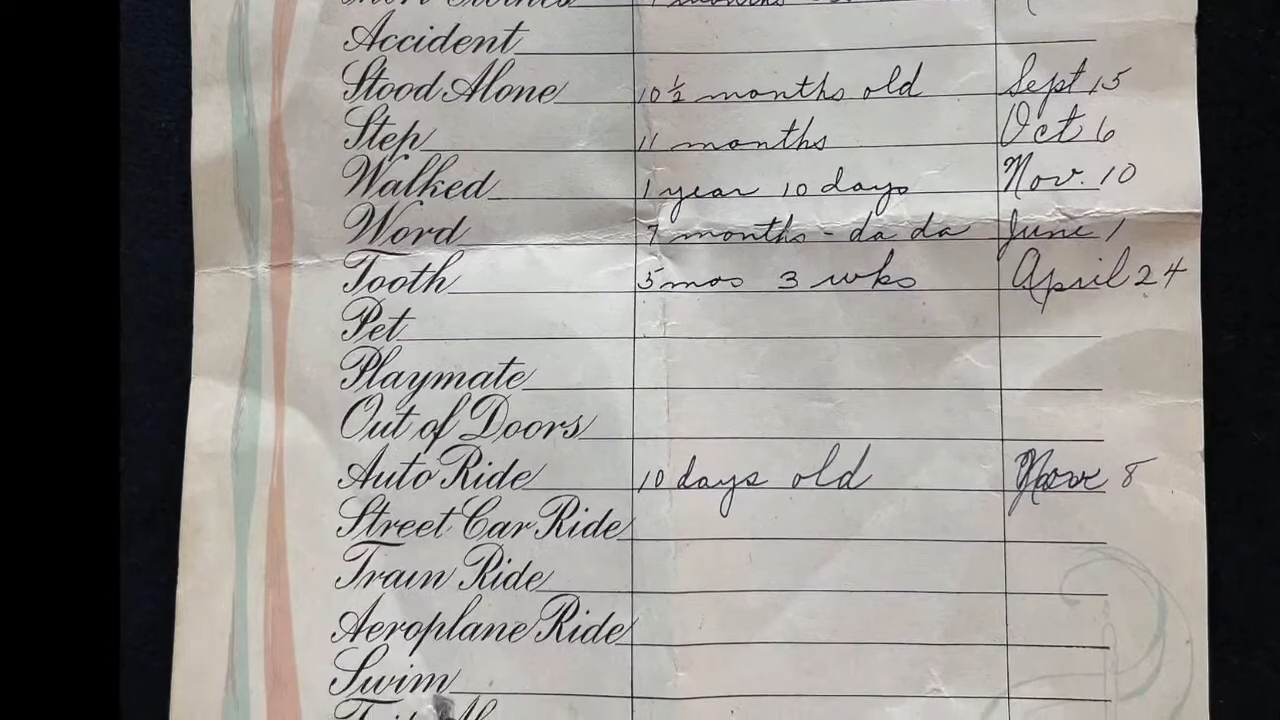 Accident
Stood Alone 10 ½ months old Sept 15
Step 11 months Oct 6
Walked 1 year 10 days Nov. 10
Word 7 months - da da June 1
Tooth 5 mos 3 wks April 24
Pet
Playmate
Out of Doors
Auto Ride 10 days old Nov 8
Street Car Ride
Train Ride
Aeroplane Ride
Swim